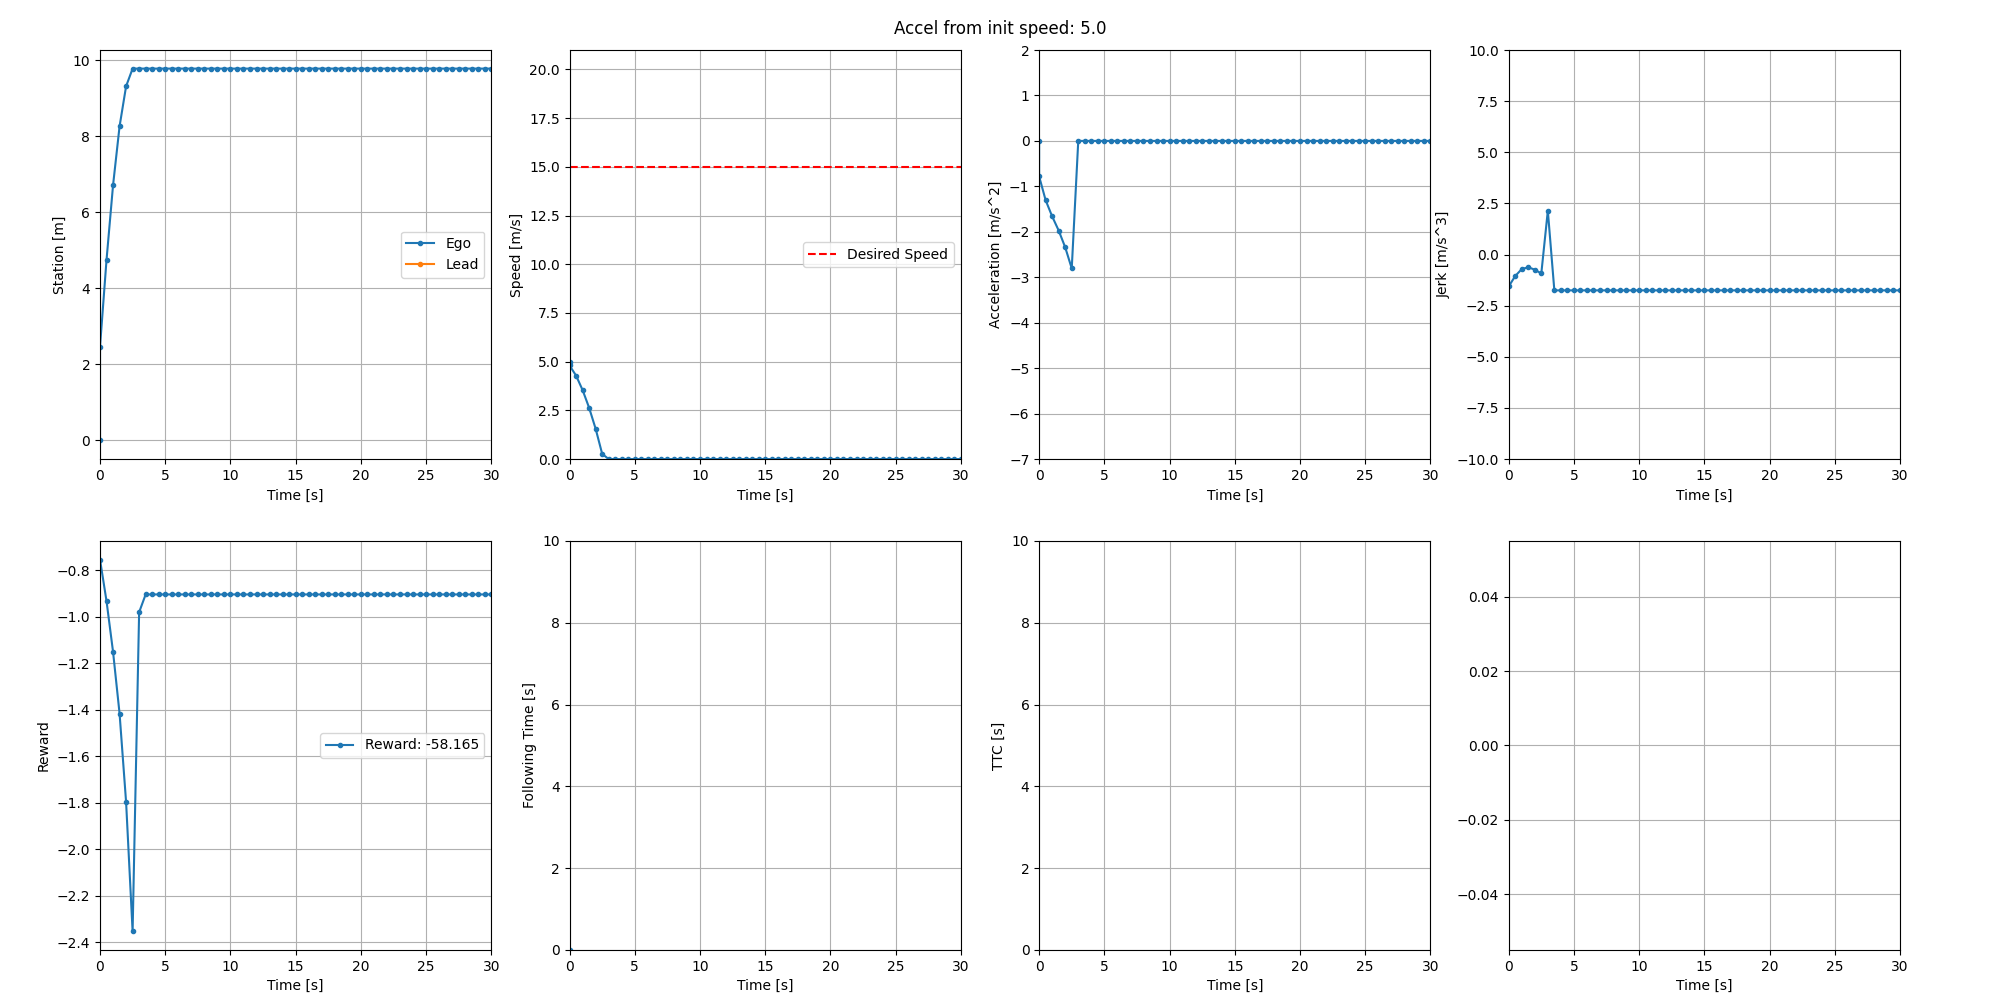 Accel from init speed: 5.0
10
8
6
4
2
0
Station [m]
Ego
Lead
0 5 10 15 20 25 30
Time [s]
20.0
17.5
15.0
12.5
10.0
7.5
5.0
2.5
0.0
Speed [m/s]
Desired Speed
0 5 10 15 20 25 30
Time [s]
2
1
0
−1
−2
−3
−4
−5
−6
−7
Acceleration [m/s^2]
0 5 10 15 20 25 30
Time [s]
10.0
7.5
5.0
2.5
0.0
−2.5
−5.0
−7.5
−10.0
Jerk [m/s^3]
0 5 10 15 20 25 30
Time [s]
−0.8
−1.0
−1.2
−1.4
−1.6
−1.8
−2.0
−2.2
−2.4
Reward
Reward: -58.165
0 5 10 15 20 25 30
Time [s]
10
8
6
4
2
0
Following Time [s]
0 5 10 15 20 25 30
Time [s]
10
8
6
4
2
0
TTC [s]
0 5 10 15 20 25 30
Time [s]
0.04
0.02
0.00
−0.02
−0.04
0 5 10 15 20 25 30
Time [s]